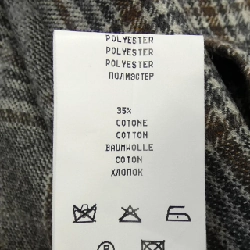 POLYESTER
POLYESTER
POLYESTER
ПОЛИЭСТЕР
35%
COTONE
COTTON
BAUMWOLLE
COTON
ХЛОПОК